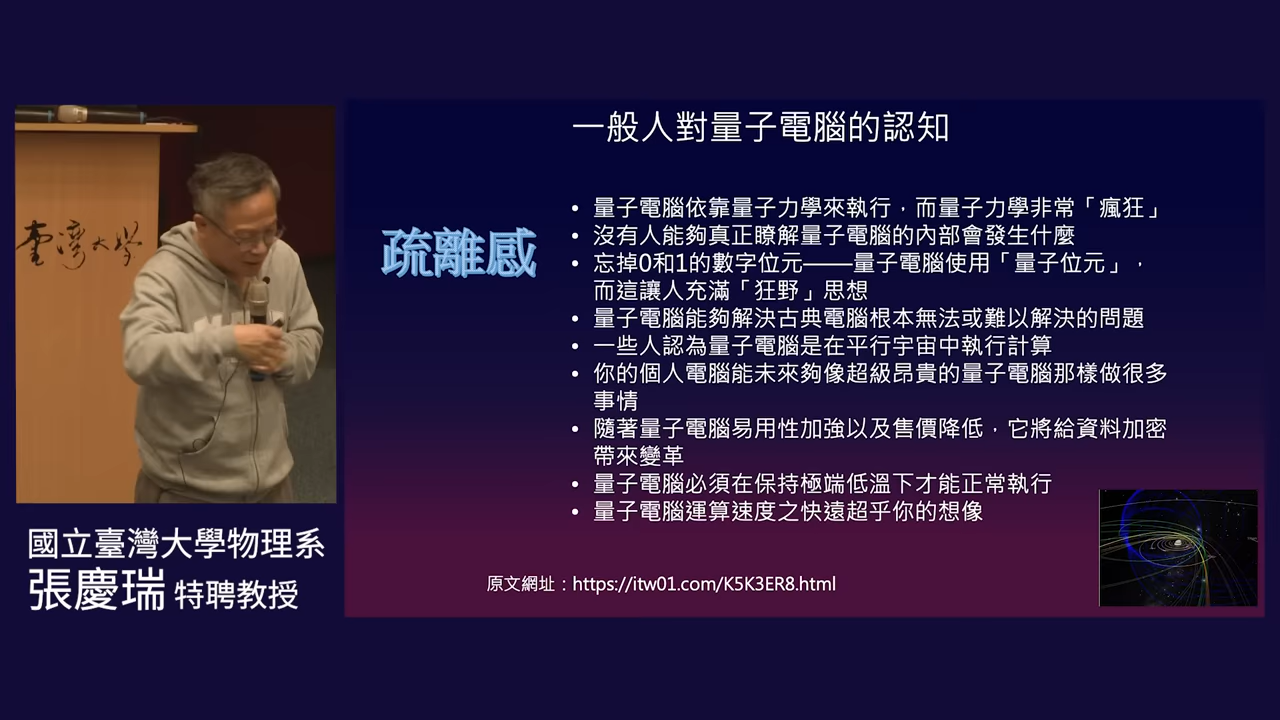 臺灣大學
國立臺灣大學物理系
張慶瑞 特聘教授
一般人對量子電腦的認知
疏離感
• 量子電腦依靠量子力學來執行，而量子力學非常「瘋狂」
• 沒有人能夠真正瞭解量子電腦的內部會發生什麼
• 忘掉0和1的數字位元——量子電腦使用「量子位元」，
而這讓人充滿「狂野」思想
• 量子電腦能夠解決古典電腦根本無法或難以解決的問題
• 一些人認為量子電腦是在平行宇宙中執行計算
• 你的個人電腦能未來夠像超級昂貴的量子電腦那樣做很多
事情
• 隨著量子電腦易用性加強以及售價降低，它將給資料加密
帶來變革
• 量子電腦必須在保持極端低溫下才能正常執行
• 量子電腦運算速度之快遠超乎你的想像
原文網址：https://itw01.com/K5K3ER8.html